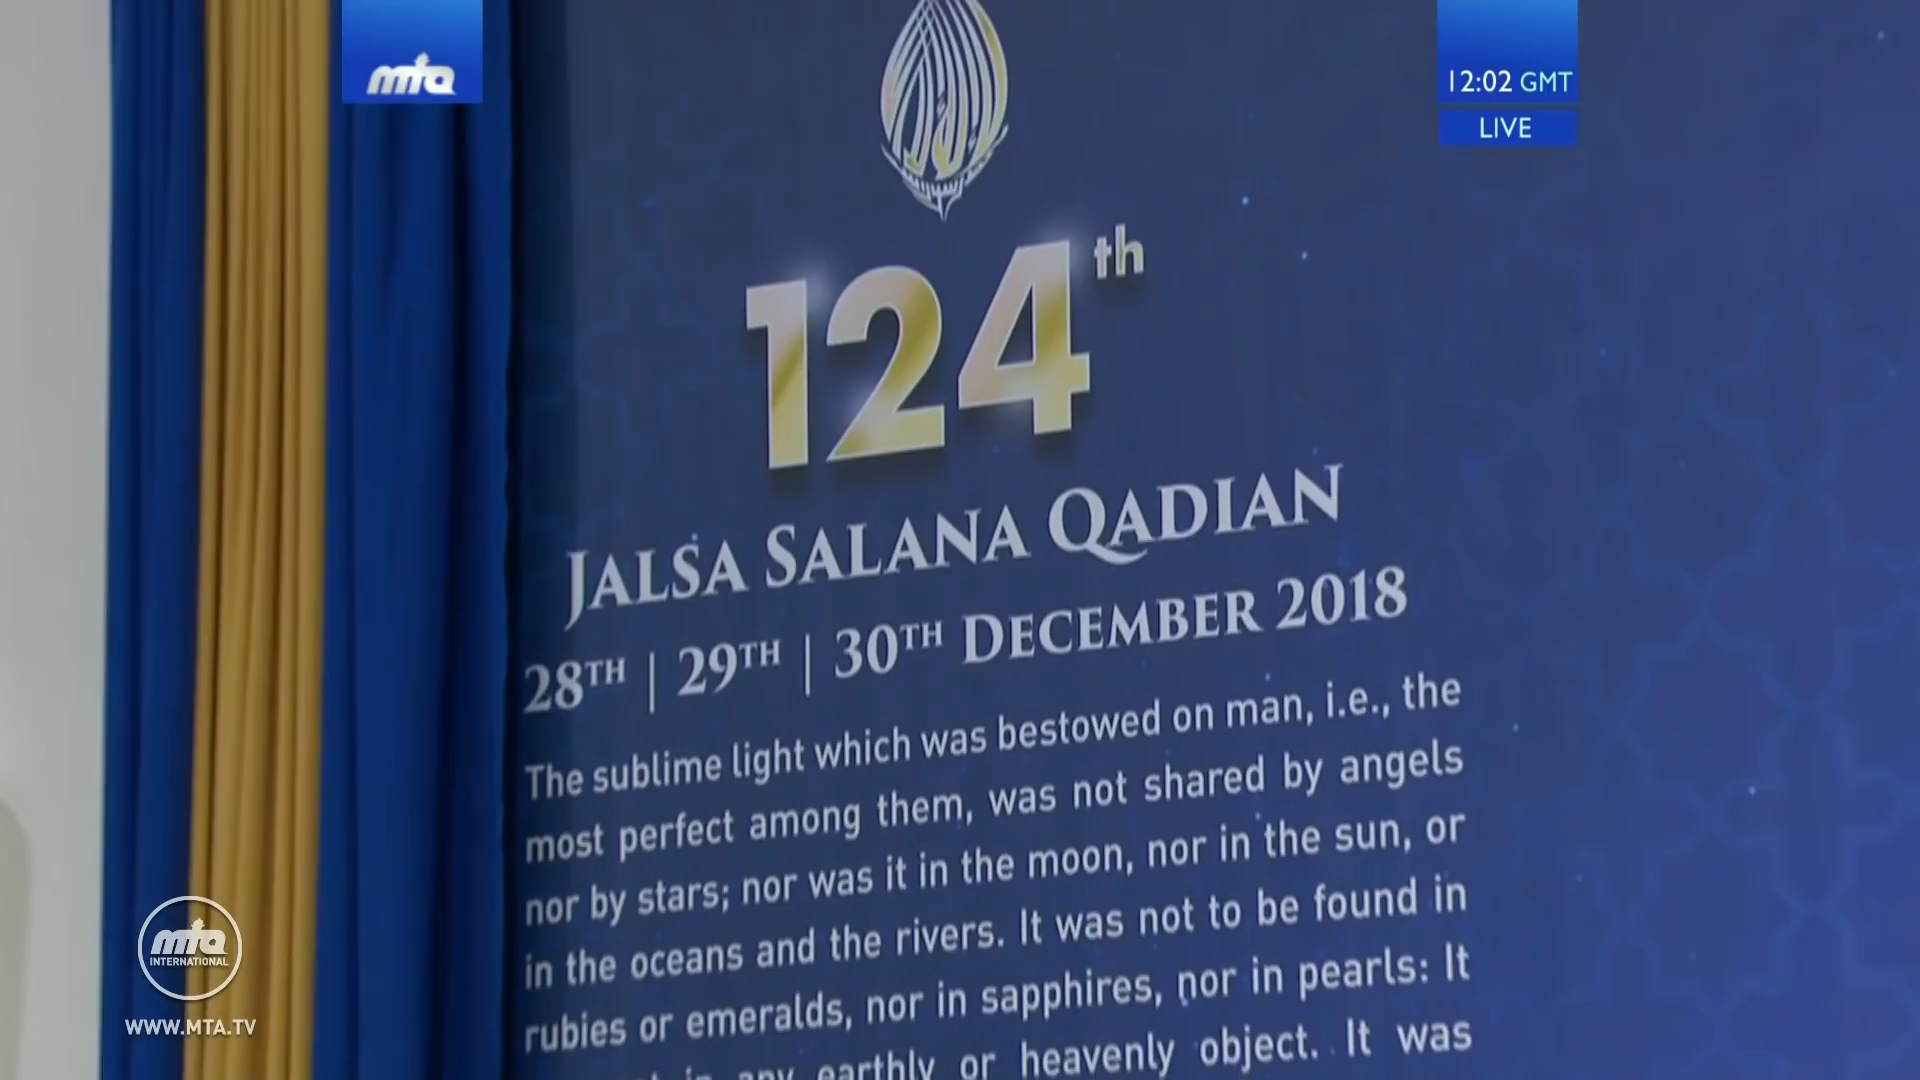 mta
12:02 GMT
LIVE
124th
JALSA SALANA QADIAN
28TH | 29TH | 30TH DECEMBER 2018
The sublime light which was bestowed on man, i.e., the
most perfect among them, was not shared by angels
nor by stars; nor was it in the moon, nor in the sun, or
in the oceans and the rivers. It was not to be found in
rubies or emeralds, nor in sapphires, nor in pearls: It
in any earthly or heavenly object. It was
mta
INTERNATIONAL
WWW.MTA.TV